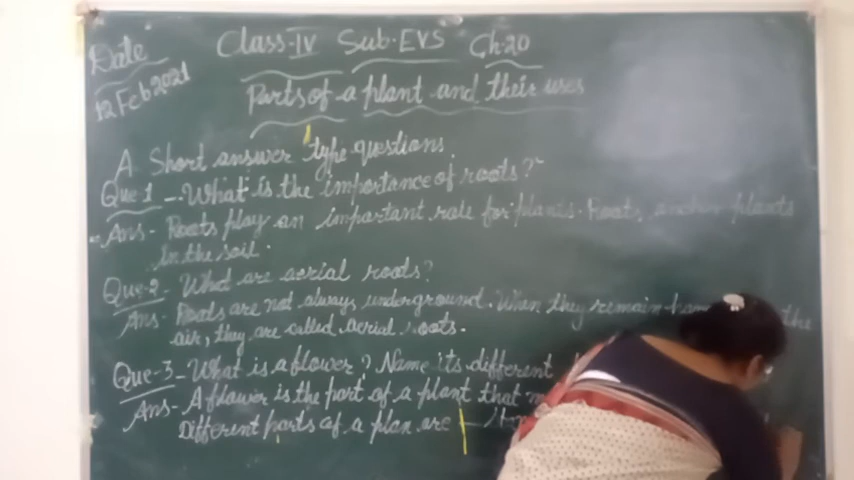 Date
12 Feb 2021
Class-IV Sub-EVS Ch-20
Parts of a plant and their uses
A. Short answer type questions.
Que-1 - What is the importance of roots?
Ans - Roots play an important role for plants. Roots anchor plants
in the soil.
Que-2. What are aerial roots?
Ans - Roots are not always underground. When they remain the
air, they are called aerial roots.
Que-3 - What is a flower? Name its different
Ans - A flower is the part of a plant that
Different parts of a plan are